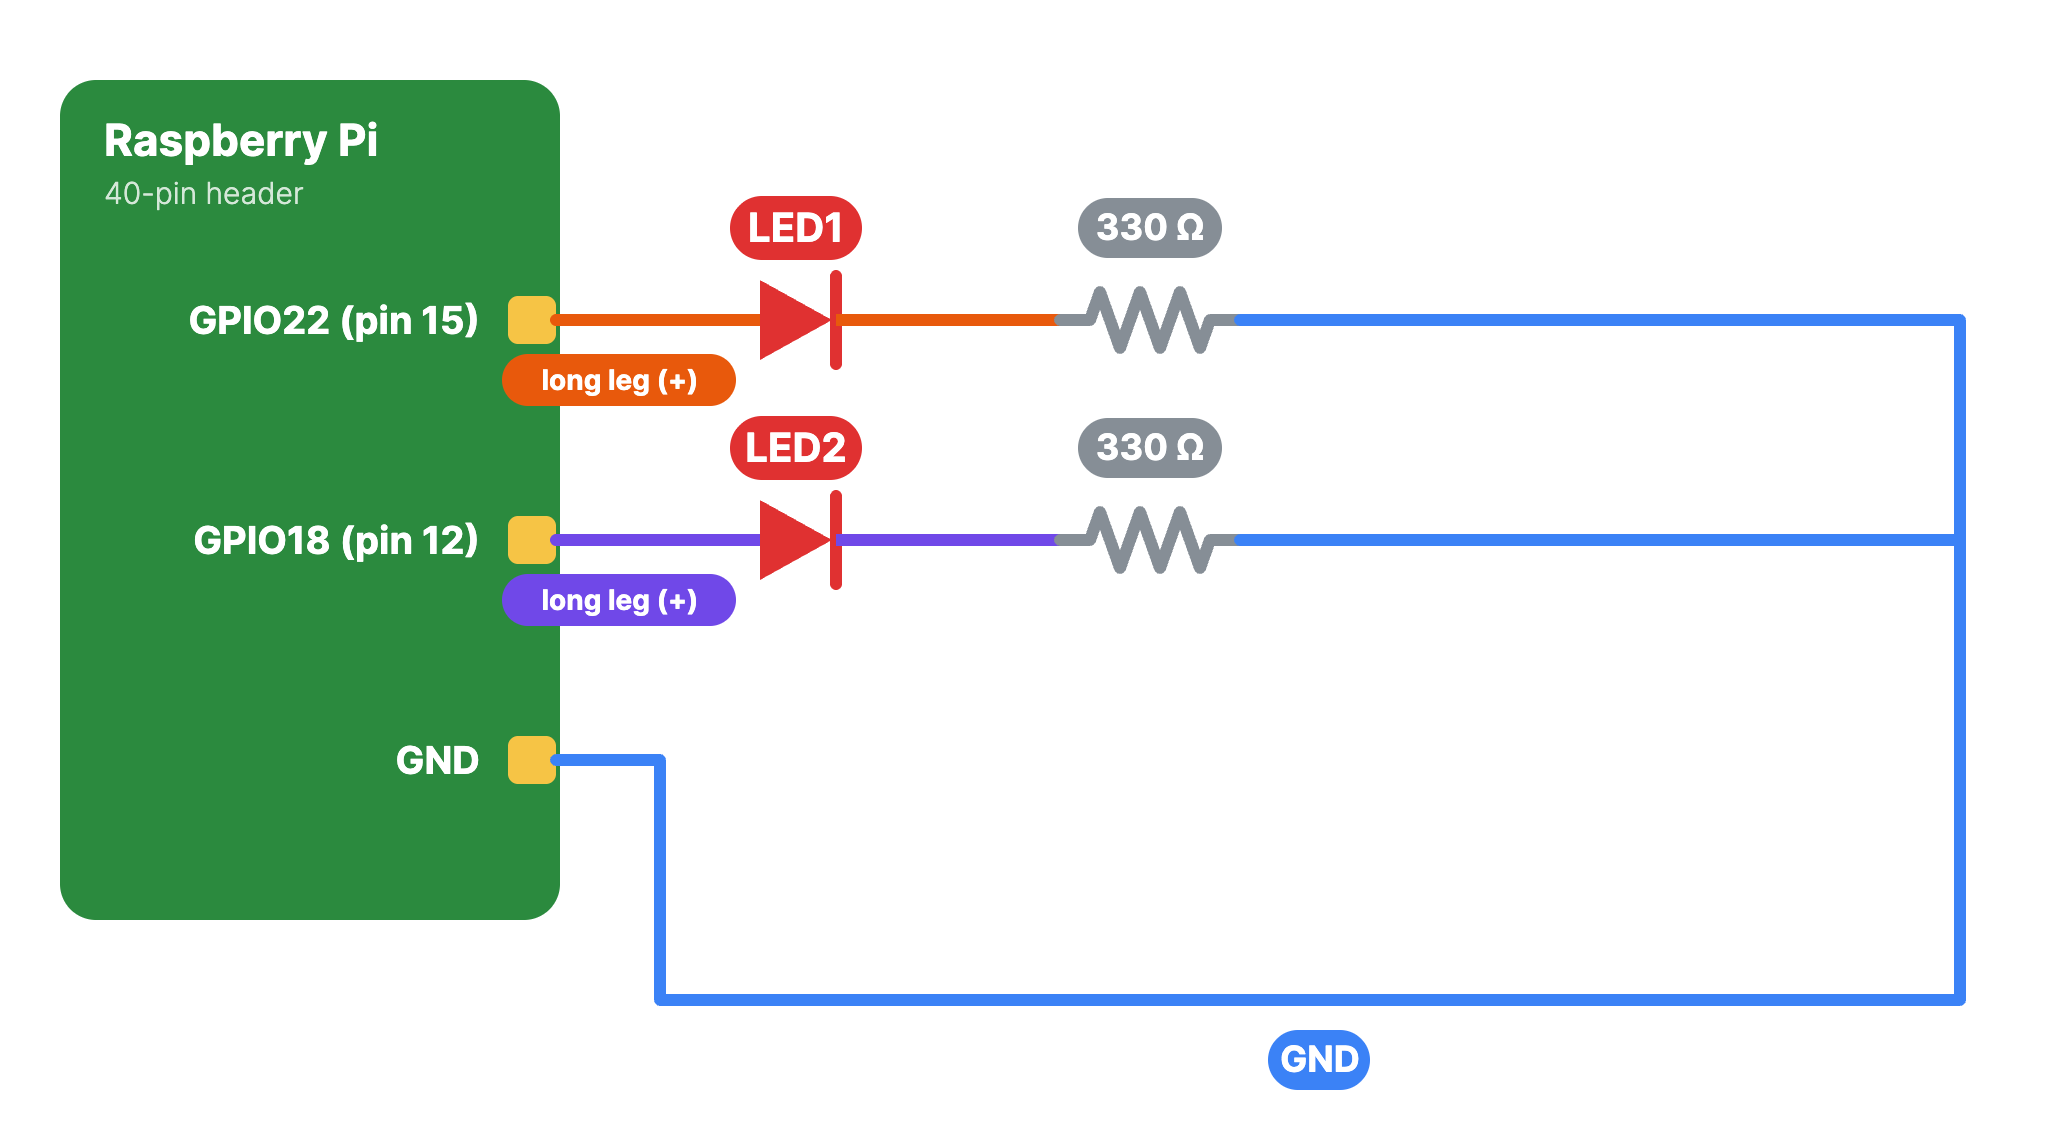 Raspberry Pi
40-pin header
LED1
330 Ω
GPIO22 (pin 15)
long leg (+)
LED2
330 Ω
GPIO18 (pin 12)
long leg (+)
GND
GND